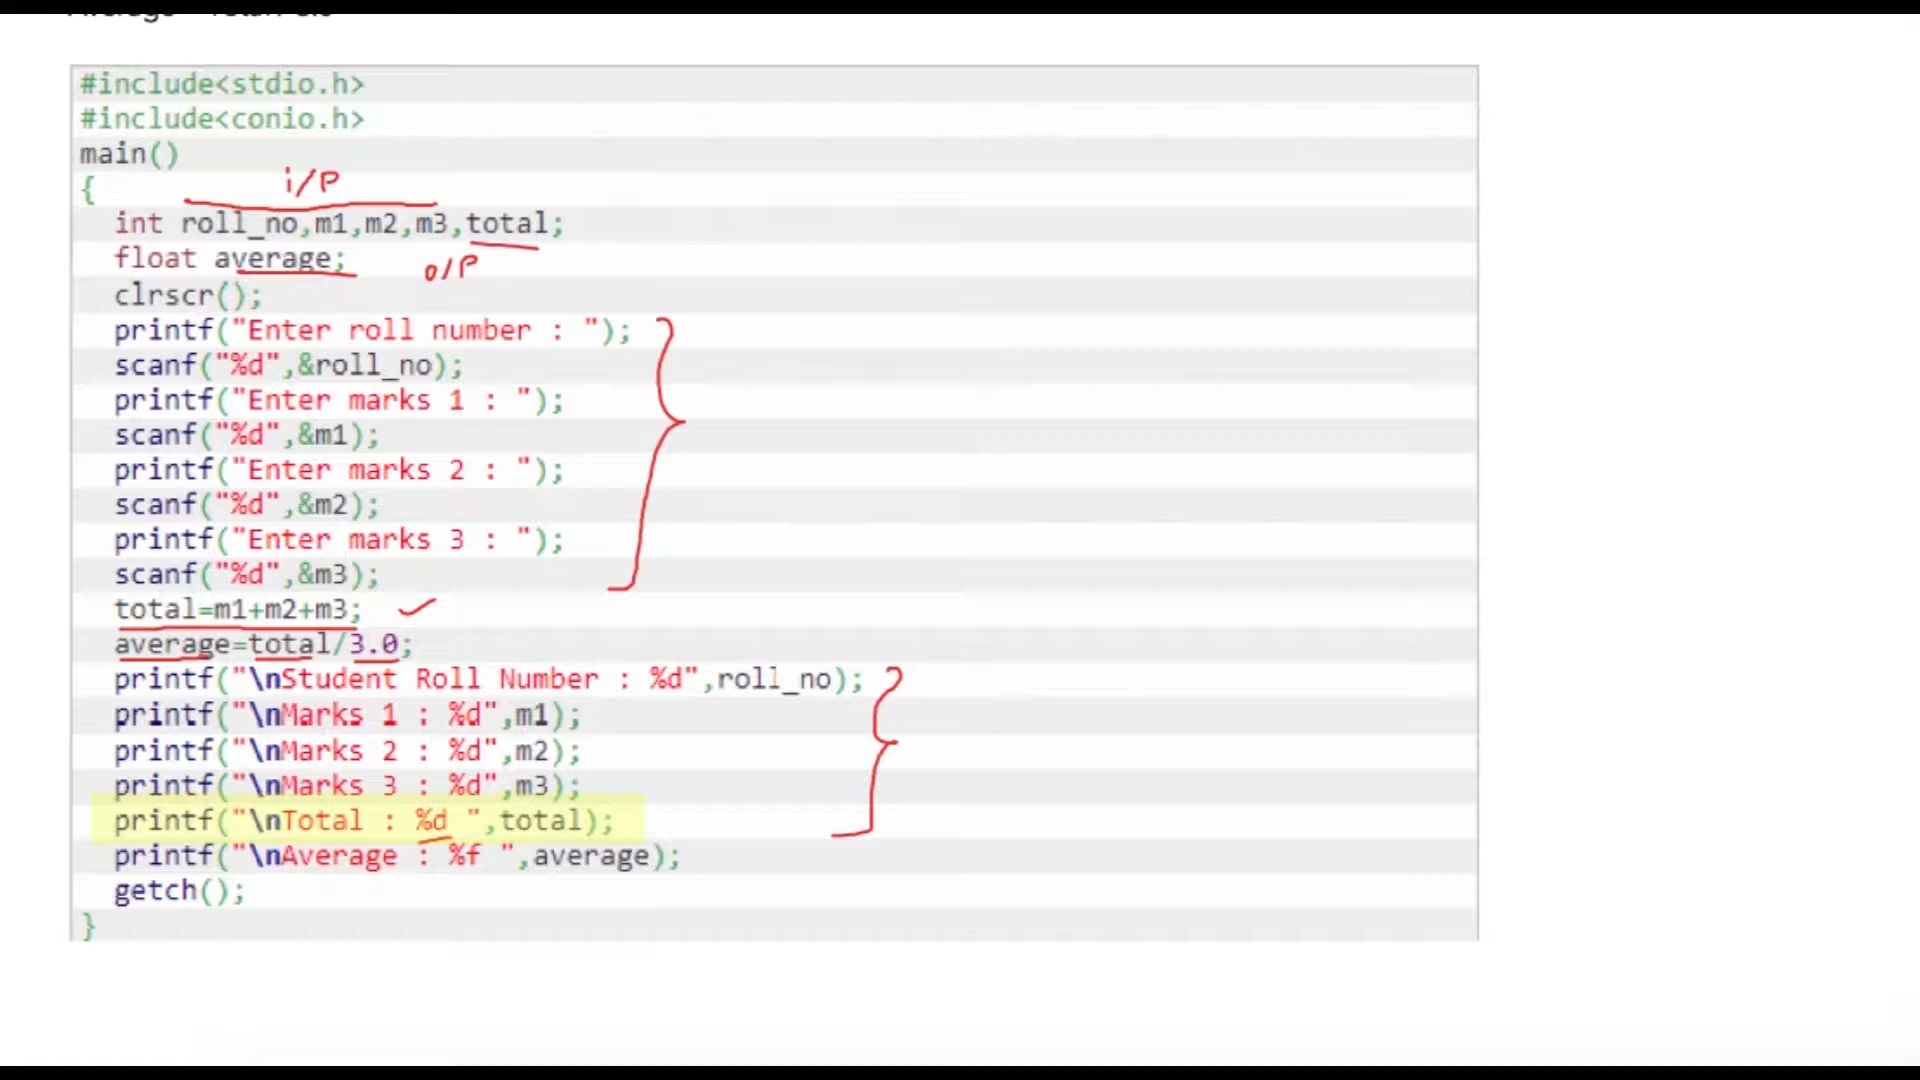 #include<stdio.h>
#include<conio.h>
main()
{
i/p
int roll_no,m1,m2,m3,total;
float average;
o/p
clrscr();
printf("Enter roll number : ");
scanf("%d",&roll_no);
printf("Enter marks 1 : ");
scanf("%d",&m1);
printf("Enter marks 2 : ");
scanf("%d",&m2);
printf("Enter marks 3 : ");
scanf("%d",&m3);
total=m1+m2+m3;
average=total/3.0;
printf("\nStudent Roll Number : %d",roll_no);
printf("\nMarks 1 : %d",m1);
printf("\nMarks 2 : %d",m2);
printf("\nMarks 3 : %d",m3);
printf("\nTotal : %d ",total);
printf("\nAverage : %f ",average);
getch();
}